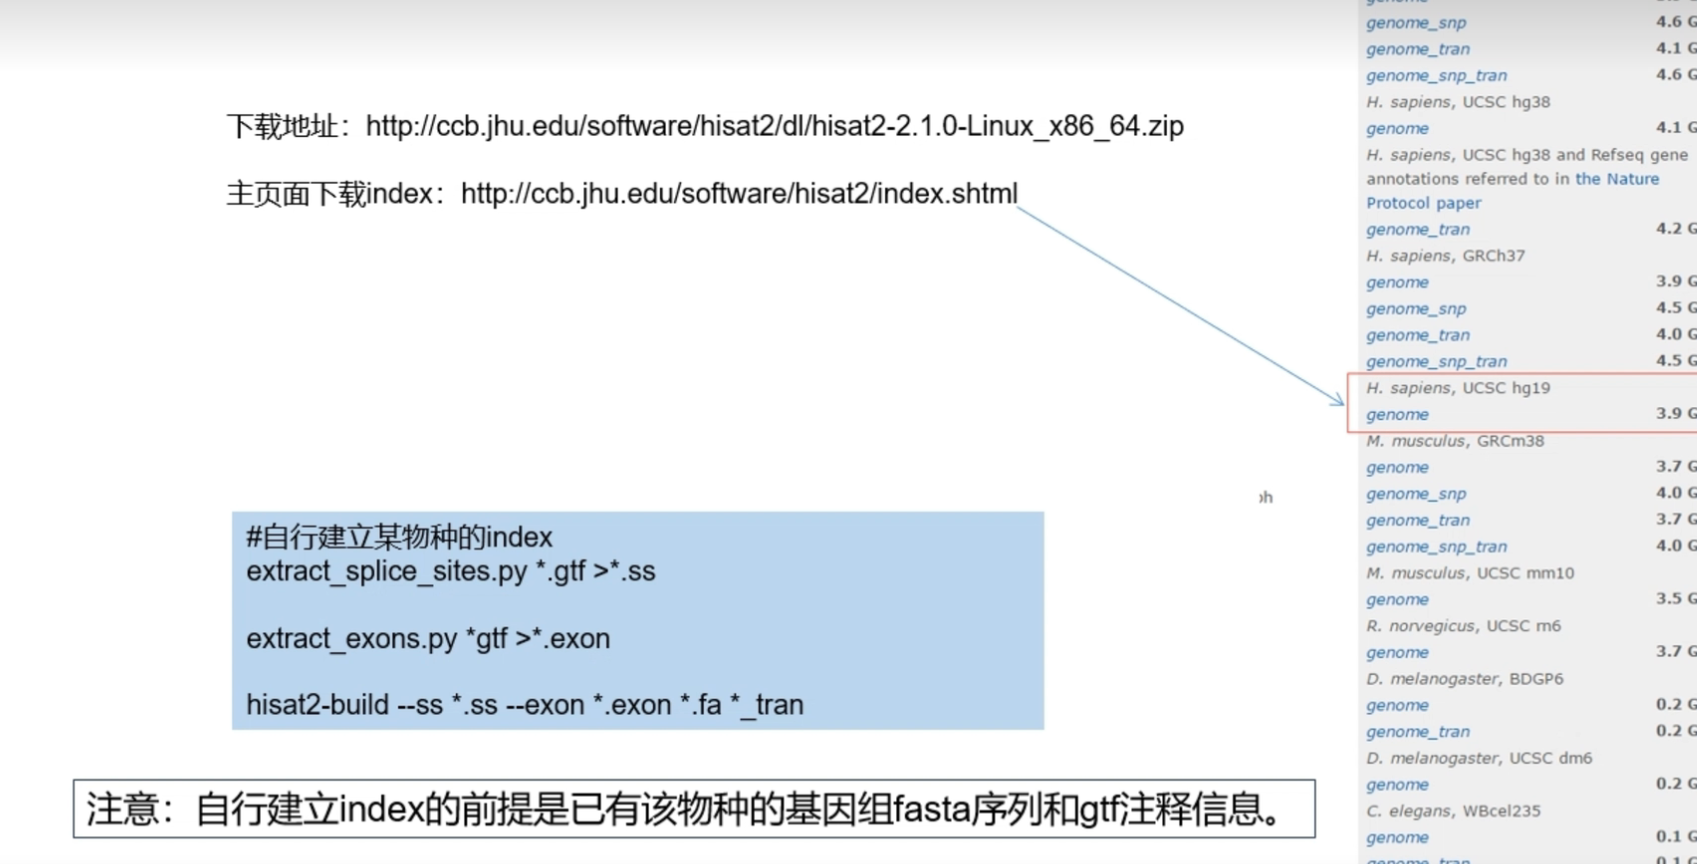 下载地址：http://ccb.jhu.edu/software/hisat2/dl/hisat2-2.1.0-Linux_x86_64.zip
主页面下载index：http://ccb.jhu.edu/software/hisat2/index.shtml
#自行建立某物种的index
extract_splice_sites.py *.gtf >*.ss
extract_exons.py *gtf >*.exon
hisat2-build --ss *.ss --exon *.exon *.fa *_tran
注意：自行建立index的前提是已有该物种的基因组fasta序列和gtf注释信息。
ph
genome
genome_snp 4.6 G
genome_tran 4.1 G
genome_snp_tran 4.6 G
H. sapiens, UCSC hg38
genome 4.1 G
H. sapiens, UCSC hg38 and Refseq gene
annotations referred to in the Nature
Protocol paper
genome_tran 4.2 G
H. sapiens, GRCh37
genome 3.9 G
genome_snp 4.5 G
genome_tran 4.0 G
genome_snp_tran 4.5 G
H. sapiens, UCSC hg19
genome 3.9 G
M. musculus, GRCm38
genome 3.7 G
genome_snp 4.0 G
genome_tran 3.7 G
genome_snp_tran 4.0 G
M. musculus, UCSC mm10
genome 3.5 G
R. norvegicus, UCSC rn6
genome 3.7 G
D. melanogaster, BDGP6
genome 0.2 G
genome_tran 0.2 G
D. melanogaster, UCSC dm6
genome 0.2 G
C. elegans, WBcel235
genome 0.1 G
genome_tran 0.1 G